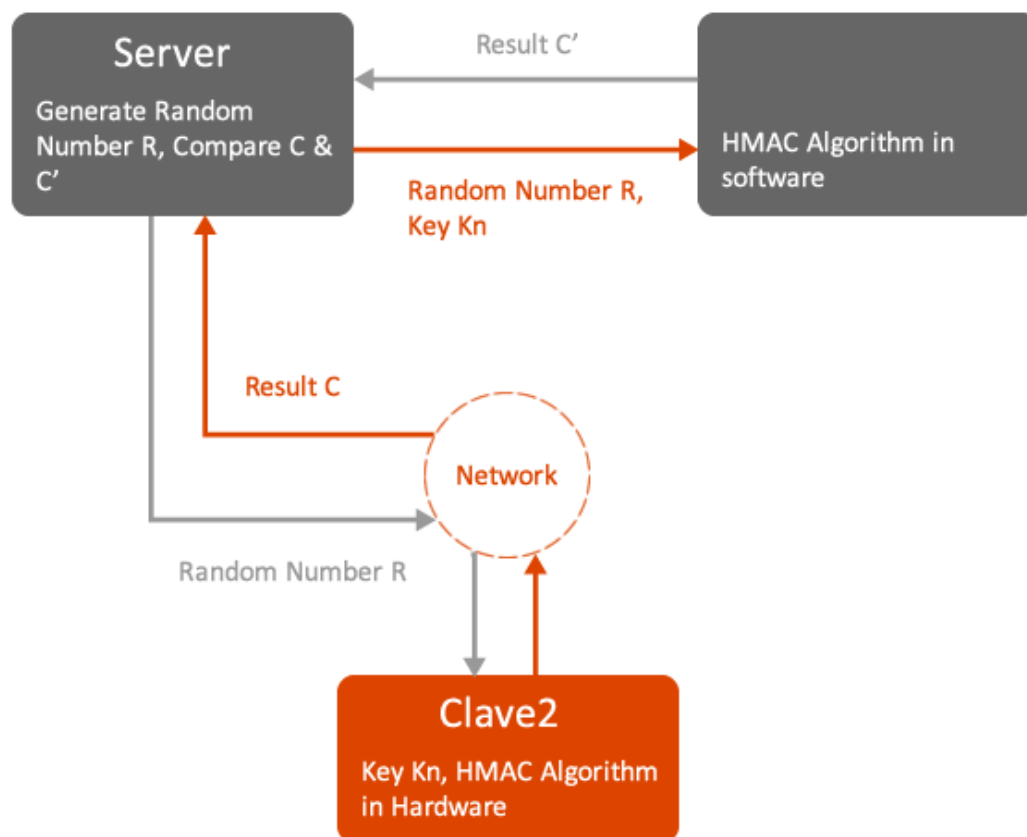 Server
Generate Random
Number R, Compare C &
C’
Result C’
HMAC Algorithm in
software
Random Number R,
Key Kn
Result C
Network
Random Number R
Clave2
Key Kn, HMAC Algorithm
in Hardware